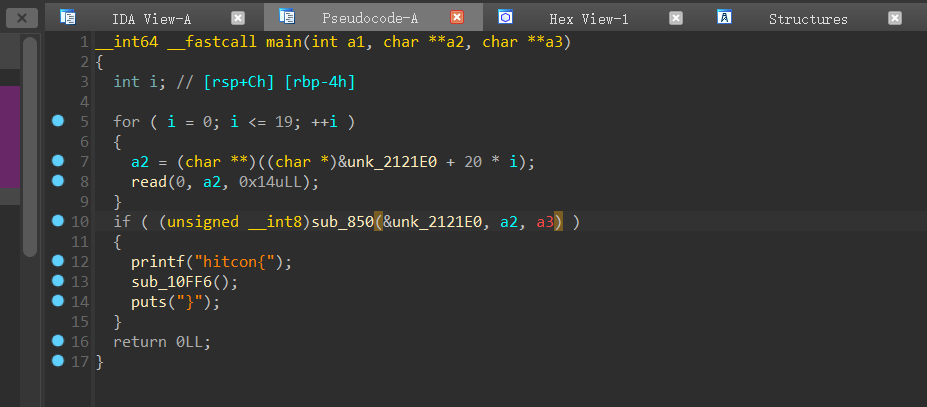 IDA View-A Pseudocode-A Hex View-1 Structures
1 __int64 __fastcall main(int a1, char **a2, char **a3)
2 {
3   int i; // [rsp+Ch] [rbp-4h]
4
5   for ( i = 0; i <= 19; ++i )
6   {
7     a2 = (char **)((char *)&unk_2121E0 + 20 * i);
8     read(0, a2, 0x14uLL);
9   }
10   if ( (unsigned __int8)sub_850(&unk_2121E0, a2, a3) )
11   {
12     printf("hitcon{");
13     sub_10FF6();
14     puts("}");
15   }
16   return 0LL;
17 }